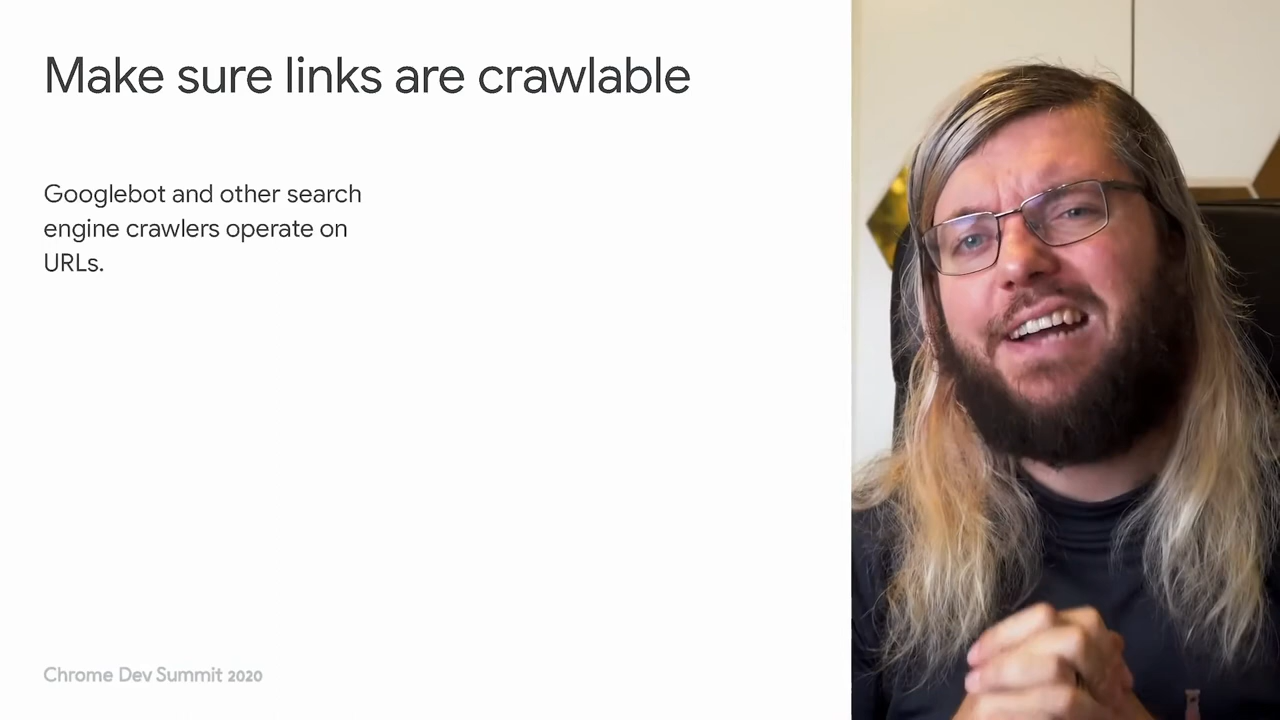 Make sure links are crawlable
Googlebot and other search
engine crawlers operate on
URLs.
Chrome Dev Summit 2020